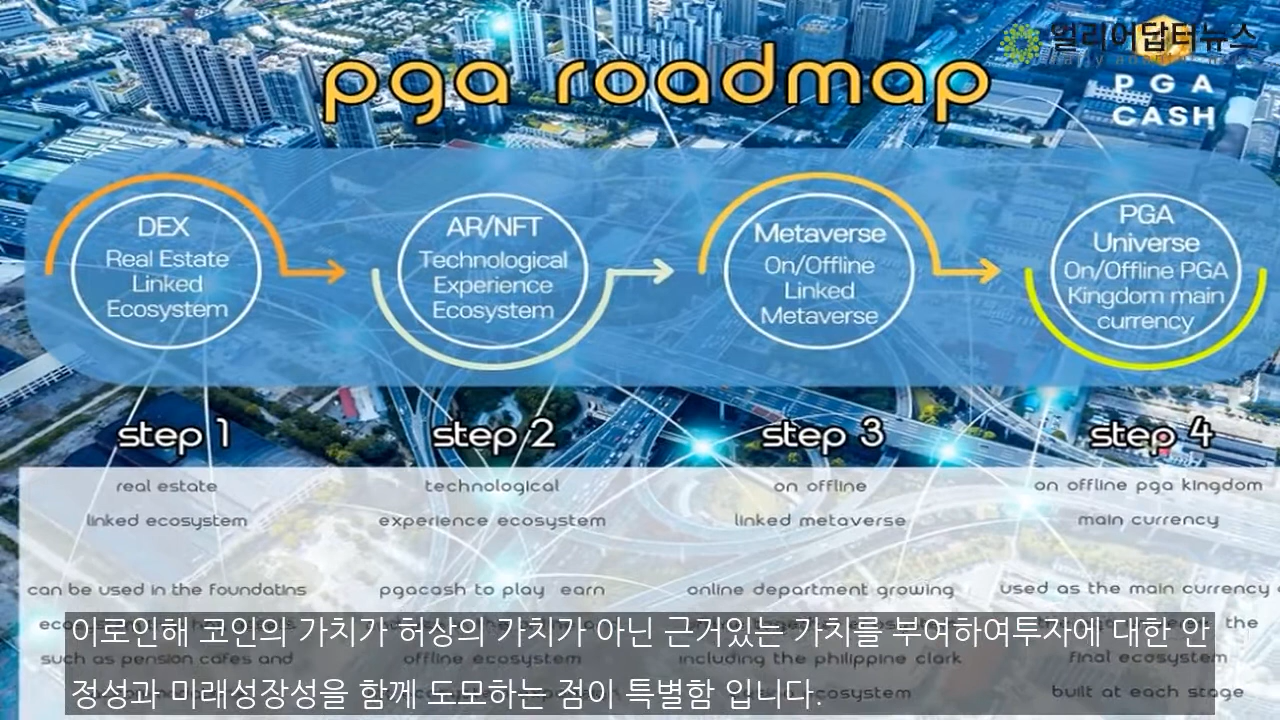 얼리어답터뉴스
pga roadmap
PGA
CASH
DEX
Real Estate
Linked
Ecosystem
AR/NFT
Technological
Experience
Ecosystem
Metaverse
On/Offline
Linked
Metaverse
PGA
Universe
On/Offline PGA
Kingdom main
currency
step 1
step 2
step 3
step 4
real estate
linked ecosystem
can be used in the foundatins
such as pension cafes and
technological
experience ecosystem
pgacash to play earn
offline ecosystem
on offline
linked metaverse
online department growing
including the philippine clark
ecosystem
on offline pga kingdom
main currency
used as the main currency
the
final ecosystem
built at each stage
이로인해 코인의 가치가 허상의 가치가 아닌 근거있는 가치를 부여하여투자에 대한 안
정성과 미래성장성을 함께 도모하는 점이 특별함 입니다.